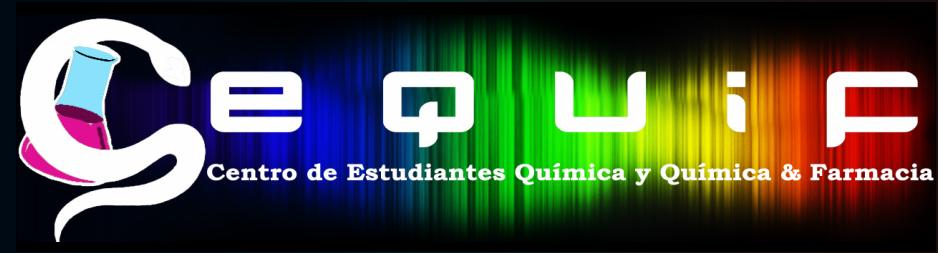 CeQUiF
Centro de Estudiantes Química y Química & Farmacia